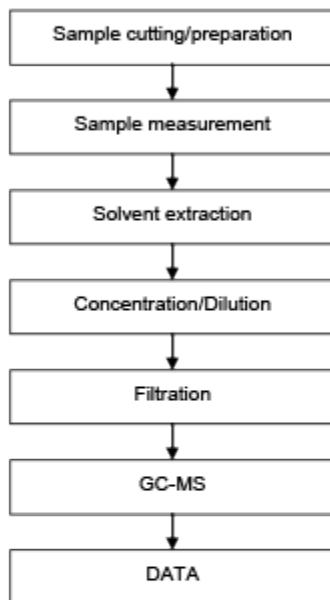 Sample cutting/preparation
Sample measurement
Solvent extraction
Concentration/Dilution
Filtration
GC-MS
DATA